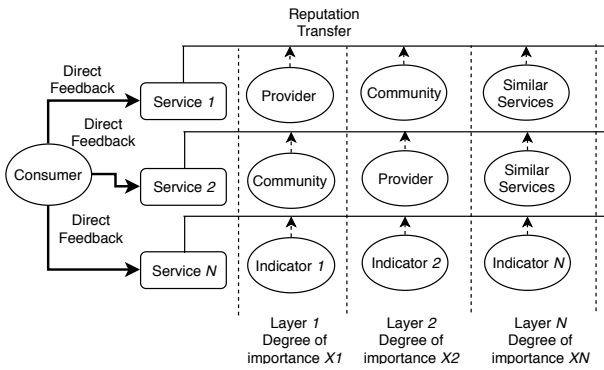 Reputation
Transfer
Direct
Feedback
Service 1
Provider
Community
Similar
Services
Direct
Feedback
Consumer
Service 2
Community
Provider
Similar
Services
Direct
Feedback
Service N
Indicator 1
Indicator 2
Indicator N
Layer 1
Degree of
importance X1
Layer 2
Degree of
importance X2
Layer N
Degree of
importance XN